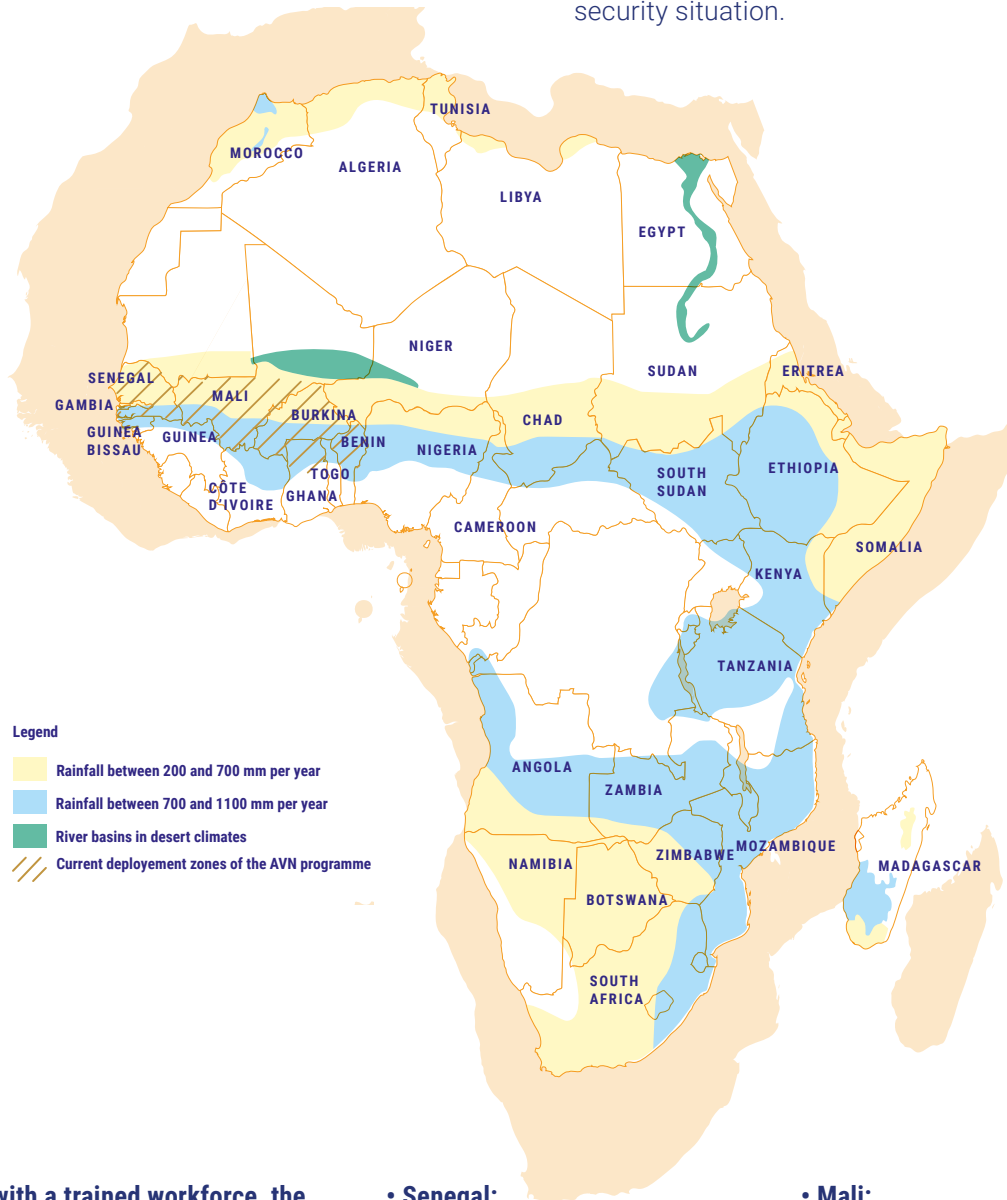 security situation.
TUNISIA
MOROCCO
ALGERIA
LIBYA
EGYPT
NIGER
SENEGAL
MALI
SUDAN
ERITREA
GAMBIA
BURKINA
CHAD
GUINEA
BISSAU
GUINEA
BENIN
NIGERIA
TOGO
SOUTH
SUDAN
ETHIOPIA
CÔTE
D'IVOIRE
GHANA
CAMEROON
SOMALIA
KENYA
TANZANIA
Legend
Rainfall between 200 and 700 mm per year
Rainfall between 700 and 1100 mm per year
River basins in desert climates
Current deployement zones of the AVN programme
ANGOLA
ZAMBIA
NAMIBIA
ZIMBABWE
MOZAMBIQUE
MADAGASCAR
BOTSWANA
SOUTH
AFRICA
with a trained workforce, the
• Senegal:
• Mali: